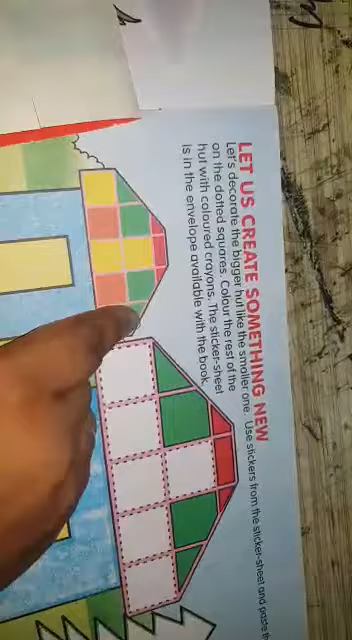 LET US CREATE SOMETHING NEW
Let's decorate the bigger hut like the smaller one. Use stickers from the sticker-sheet and paste
on the dotted squares. Colour the rest of the
hut with coloured crayons. The sticker-sheet
is in the envelope available with the book.